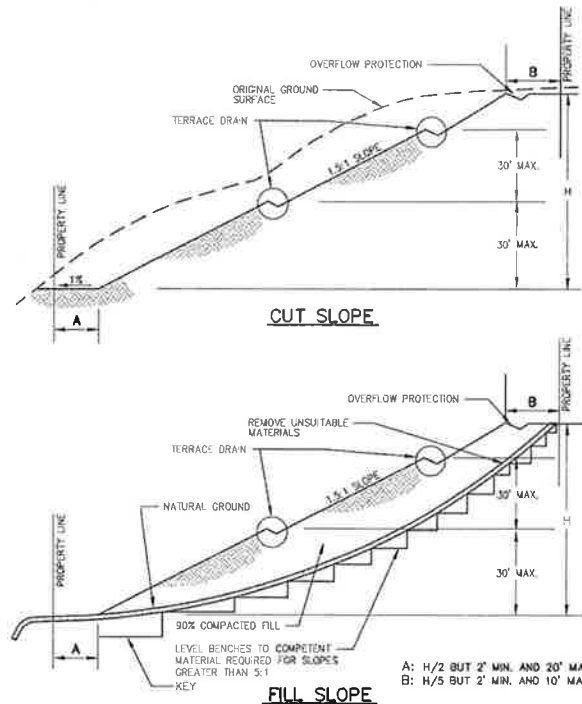 PROPERTY LINE
B
OVERFLOW PROTECTION
ORIGINAL GROUND
SURFACE
TERRACE DRAIN
1.5:1 SLOPE
30' MAX.
H
30' MAX.
PROPERTY LINE
1%
A
CUT SLOPE
PROPERTY LINE
B
OVERFLOW PROTECTION
REMOVE UNSUITABLE
MATERIALS
TERRACE DRAIN
1.5:1 SLOPE
30' MAX.
H
NATURAL GROUND
30' MAX.
PROPERTY LINE
90% COMPACTED FILL
A
LEVEL BENCHES TO COMPETENT
MATERIAL REQUIRED FOR SLOPES
GREATER THAN 5:1
KEY
A: H/2 BUT 2' MIN. AND 20' MA
B: H/5 BUT 2' MIN. AND 10' MA
FILL SLOPE